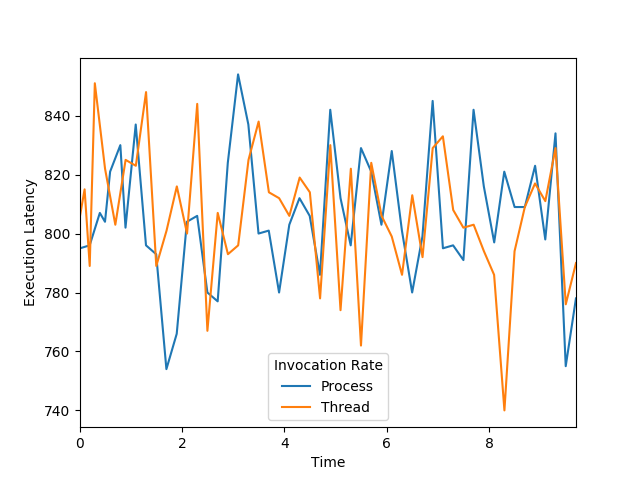 840
820
800
780
760
740
Execution Latency
Invocation Rate
Process
Thread
0
2
4
6
8
Time